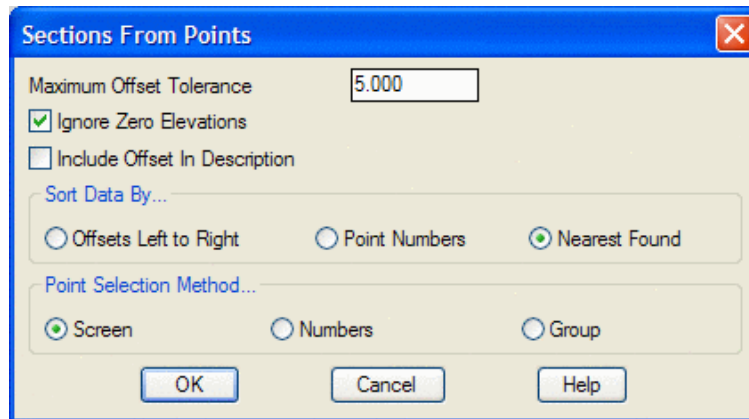 Sections From Points
Maximum Offset Tolerance 5.000
Ignore Zero Elevations
Include Offset In Description
Sort Data By...
Offsets Left to Right Point Numbers Nearest Found
Point Selection Method...
Screen Numbers Group
OK Cancel Help